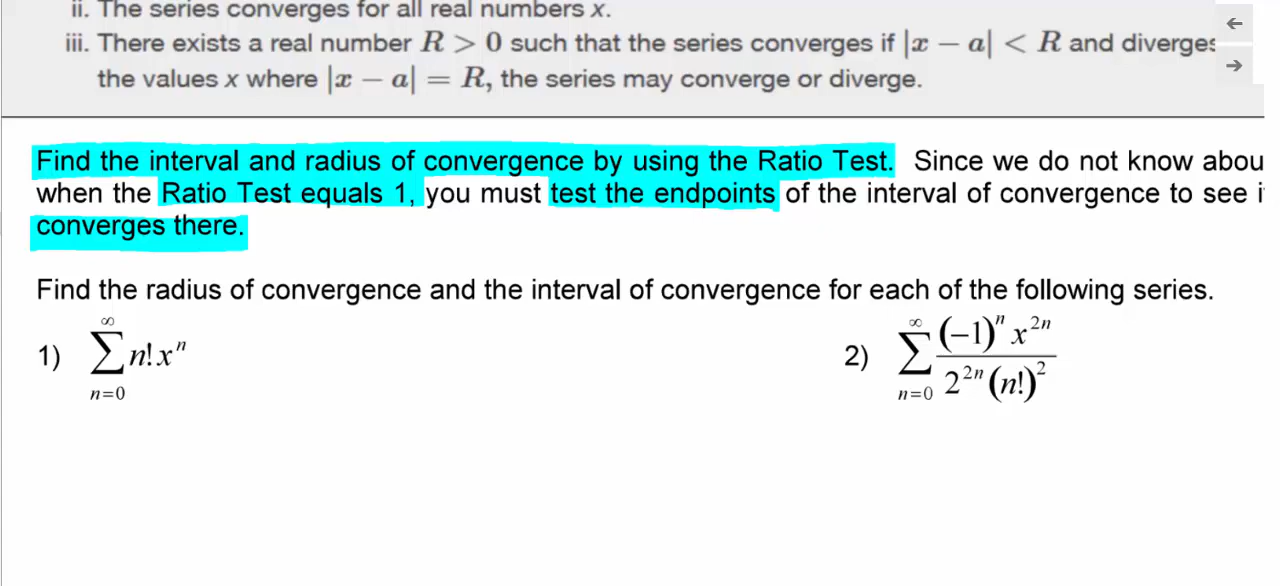 ii. The series converges for all real numbers x.
iii. There exists a real number R > 0 such that the series converges if |x − a| < R and diverges
the values x where |x − a| = R, the series may converge or diverge.
Find the interval and radius of convergence by using the Ratio Test. Since we do not know abou
when the Ratio Test equals 1, you must test the endpoints of the interval of convergence to see i
converges there.
Find the radius of convergence and the interval of convergence for each of the following series.
1) ∑_{n=0}^{∞} n! xⁿ
2) ∑_{n=0}^{∞} (−1)ⁿ x²ⁿ / 2²ⁿ (n!)²